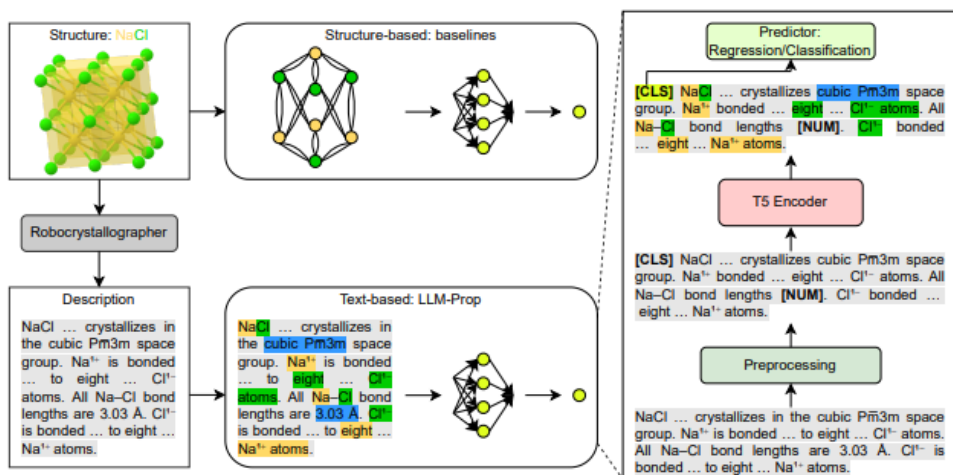 Structure: NaCl
Structure-based: baselines
Robocrystallographer
Description
NaCl ... crystallizes in
the cubic Pm̅3m space
group. Na¹⁺ is bonded
... to eight ... Cl¹⁻
atoms. All Na–Cl bond
lengths are 3.03 Å. Cl¹⁻
is bonded ... to eight ...
Na¹⁺ atoms.
Text-based: LLM-Prop
NaCl ... crystallizes in
the cubic Pm̅3m space
group. Na¹⁺ is bonded
... to eight ... Cl¹⁻
atoms. All Na–Cl bond
lengths are 3.03 Å. Cl¹⁻
is bonded ... to eight ...
Na¹⁺ atoms.
Predictor:
Regression/Classification
[CLS] NaCl ... crystallizes cubic Pm̅3m space
group. Na¹⁺ bonded ... eight ... Cl¹⁻ atoms. All
Na–Cl bond lengths [NUM]. Cl¹⁻ bonded
... eight ... Na¹⁺ atoms.
T5 Encoder
[CLS] NaCl ... crystallizes cubic Pm̅3m space
group. Na¹⁺ bonded ... eight ... Cl¹⁻ atoms. All
Na–Cl bond lengths [NUM]. Cl¹⁻ bonded ...
eight ... Na¹⁺ atoms.
Preprocessing
NaCl ... crystallizes in the cubic Pm̅3m space
group. Na¹⁺ is bonded ... to eight ... Cl¹⁻ atoms.
All Na–Cl bond lengths are 3.03 Å. Cl¹⁻ is
bonded ... to eight ... Na¹⁺ atoms.